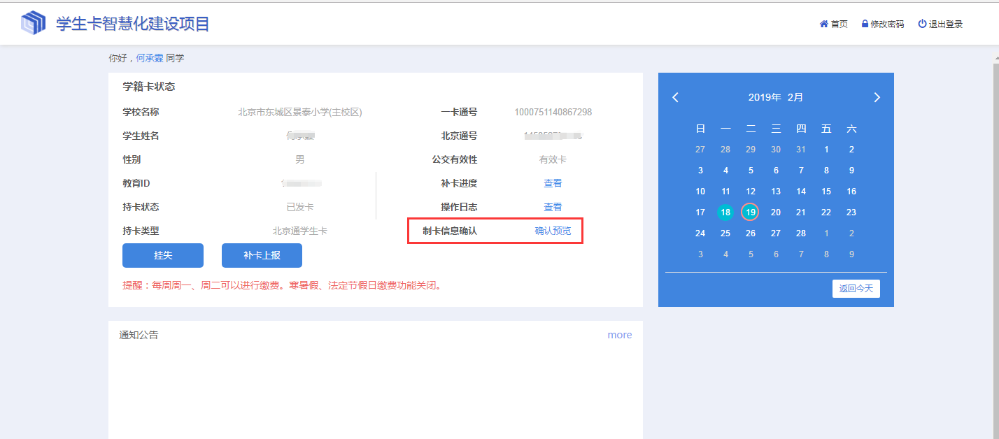 学生卡智慧化建设项目
首页 修改密码 退出登录
你好，何承霖 同学
学籍卡状态
学校名称 北京市东城区景泰小学(主校区) 一卡通号 1000751140867298
学生姓名 北京通号
性别 男 公交有效性 有效卡
教育ID 补卡进度 查看
持卡状态 已发卡 操作日志 查看
持卡类型 北京通学生卡 制卡信息确认 确认预览
挂失 补卡上报
提醒：每周周一、周二可以进行缴费。寒暑假、法定节假日缴费功能关闭。
2019年 2月
日 一 二 三 四 五 六
27 28 29 30 31 1 2
3 4 5 6 7 8 9
10 11 12 13 14 15 16
17 18 19 20 21 22 23
24 25 26 27 28 1 2
3 4 5 6 7 8 9
返回今天
通知公告 more